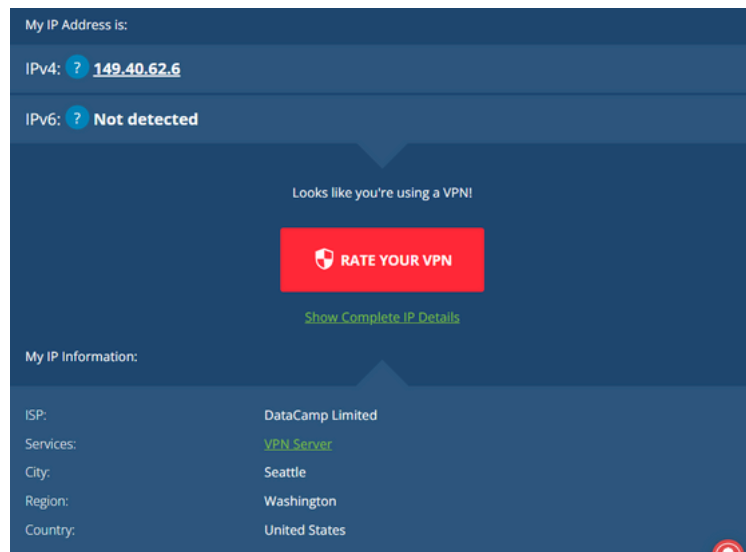 My IP Address is:
IPv4: ? 149.40.62.6
IPv6: ? Not detected
Looks like you're using a VPN!
RATE YOUR VPN
Show Complete IP Details
My IP Information:
ISP: DataCamp Limited
Services: VPN Server
City: Seattle
Region: Washington
Country: United States